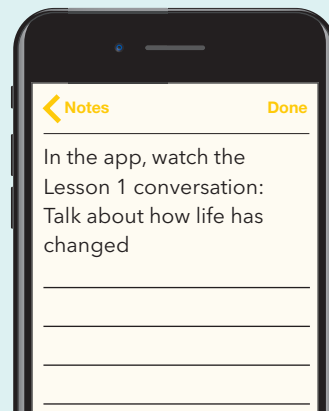 Notes
Done
In the app, watch the
Lesson 1 conversation:
Talk about how life has
changed